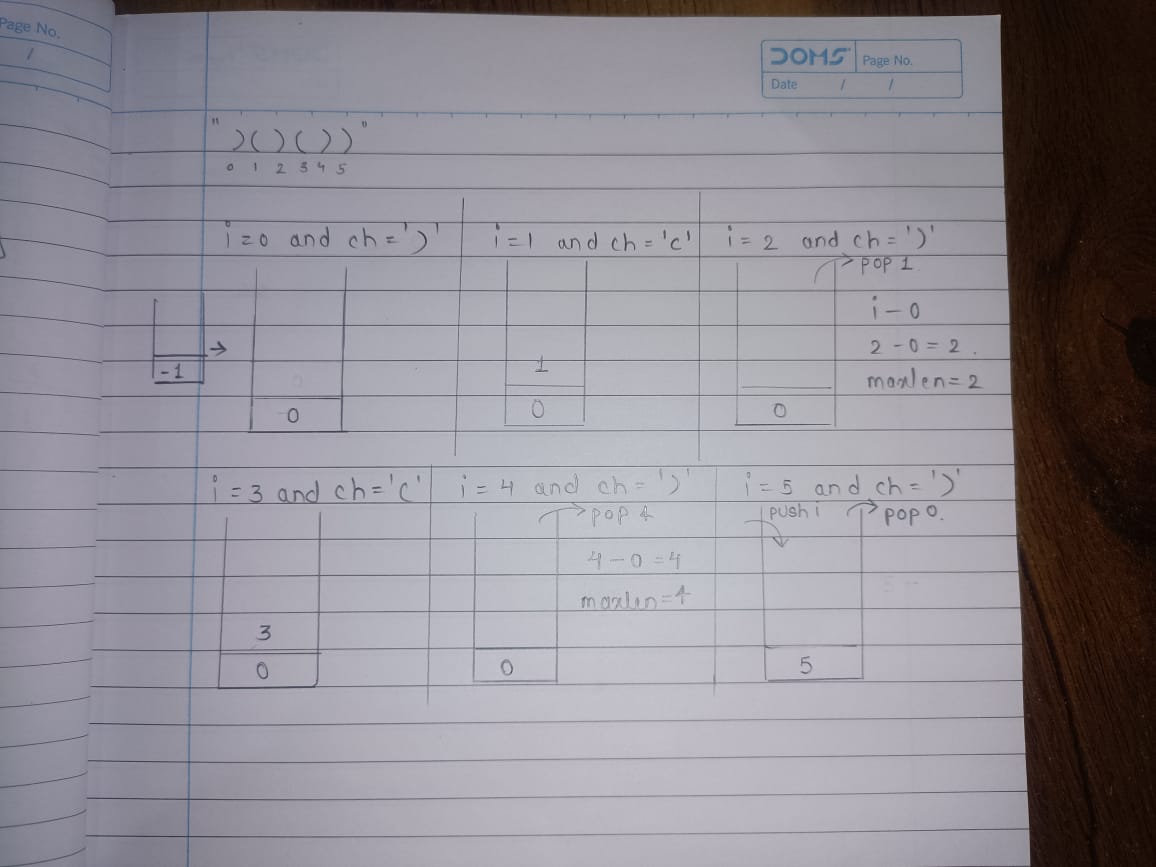 Page No.
/
DOMS Page No.
Date / /
") ( ) ( ) )"
0 1 2 3 4 5
i = 0 and ch = ')'
-1 →
0
i = 1 and ch = '('
1
0
i = 2 and ch = ')'
pop 1
i - 0
2 - 0 = 2.
maxlen = 2
0
i = 3 and ch = '('
3
0
i = 4 and ch = ')'
pop 4
4 - 0 = 4
maxlen = 4
0
i = 5 and ch = ')'
push i pop 0.
5